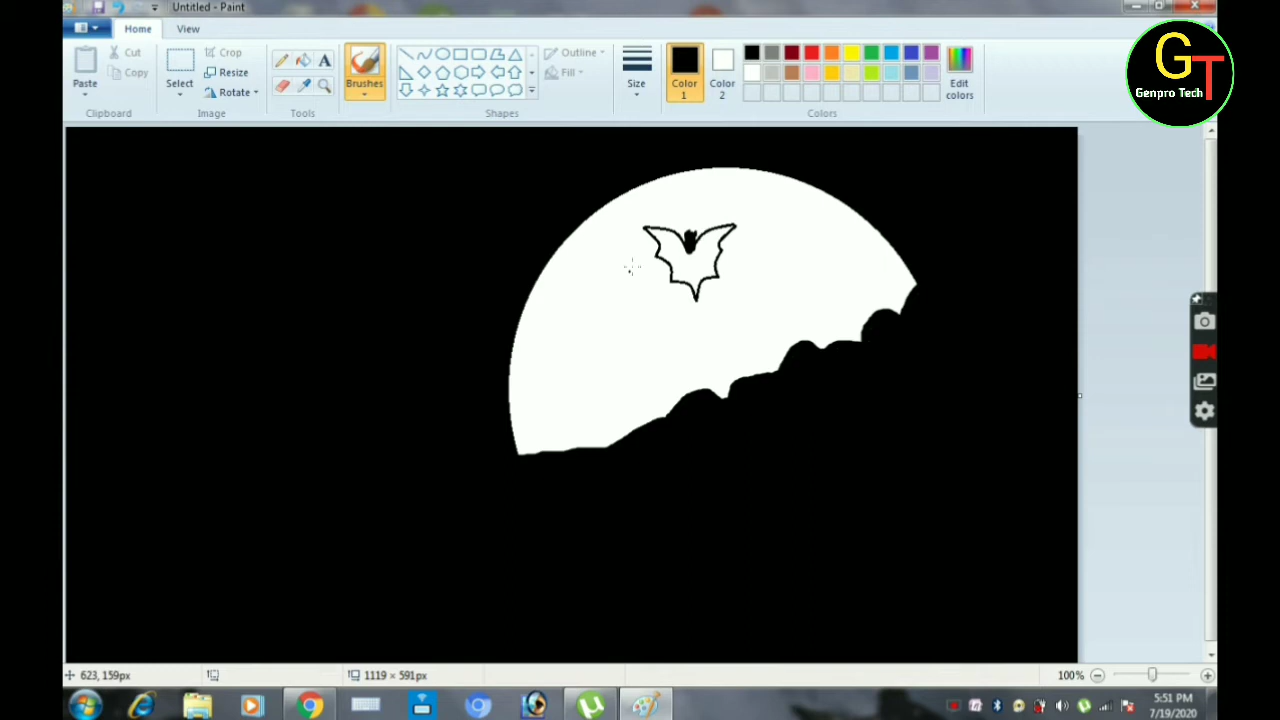 Untitled - Paint
Home View
Paste
Cut
Copy
Clipboard
Select
Crop
Resize
Rotate
Image
A
Tools
Brushes
Outline
Fill
Shapes
Size
Color 1
Color 2
Edit colors
Colors
GT
Genpro Tech
623, 159px
1119 × 591px
100%
5:51 PM
7/19/2020